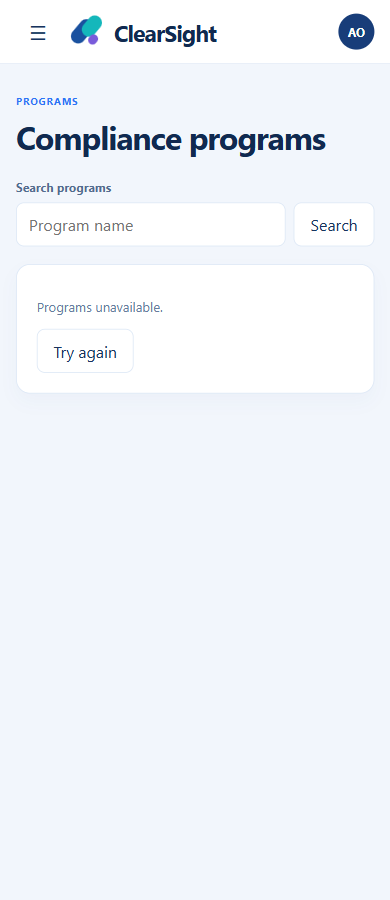 ClearSight
AO
PROGRAMS
Compliance programs
Search programs
Program name
Search
Programs unavailable.
Try again